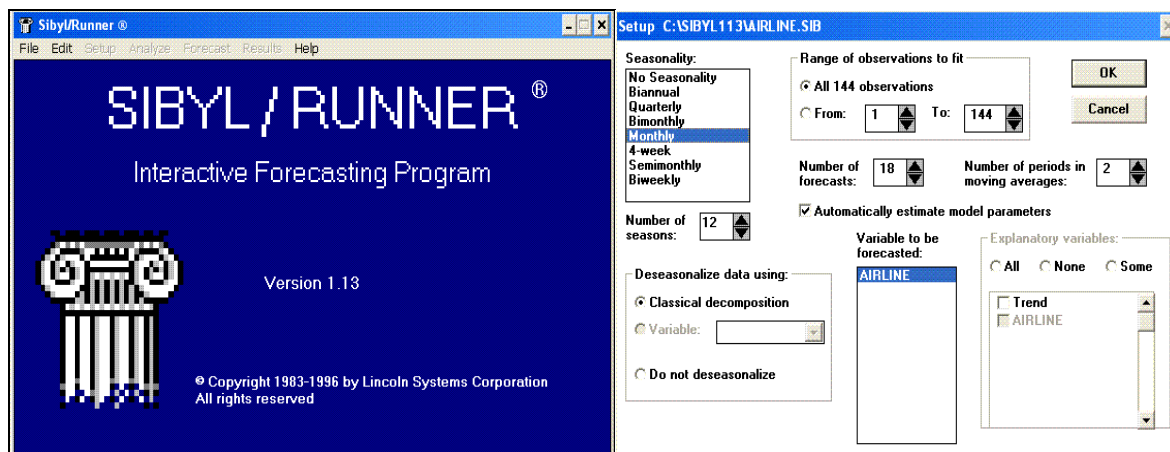 Sibyl/Runner ®
File Edit Setup Analyze Forecast Results Help
SIBYL / RUNNER ®
Interactive Forecasting Program
Version 1.13
© Copyright 1983-1996 by Lincoln Systems Corporation
All rights reserved
Setup C:\SIBYL113\AIRLINE.SIB
Seasonality:
No Seasonality
Biannual
Quarterly
Bimonthly
Monthly
4-week
Semimonthly
Biweekly
Number of
seasons:
12
Range of observations to fit
All 144 observations
From: 1 To: 144
OK
Cancel
Number of
forecasts:
18
Number of periods in
moving averages:
2
Automatically estimate model parameters
Deseasonalize data using:
Classical decomposition
Variable:
Do not deseasonalize
Variable to be
forecasted:
AIRLINE
Explanatory variables:
All None Some
Trend
AIRLINE